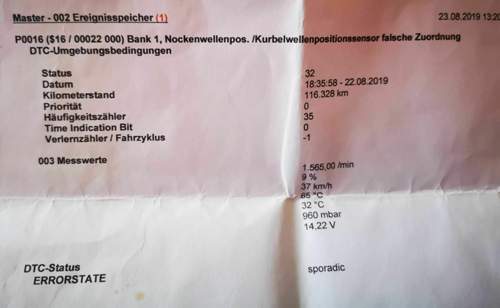 Master - 002 Ereignisspeicher (1) 23.08.2019 13:20
P0016 ($16 / 00022 000) Bank 1, Nockenwellenpos. /Kurbelwellenpositionssensor falsche Zuordnung
DTC-Umgebungsbedingungen
Status 32
Datum 18:35:58 - 22.08.2019
Kilometerstand 116.328 km
Priorität 0
Häufigkeitszähler 35
Time Indication Bit 0
Verlernzähler / Fahrzyklus -1
003 Messwerte
1.565,00 /min
9 %
37 km/h
65 °C
32 °C
960 mbar
14,22 V
DTC-Status sporadic
ERRORSTATE